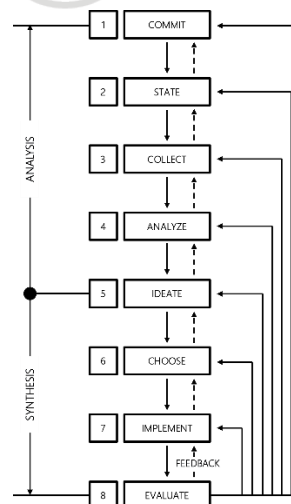 1 COMMIT
2 STATE
3 COLLECT
ANALYSIS
4 ANALYZE
5 IDEATE
6 CHOOSE
SYNTHESIS
7 IMPLEMENT
FEEDBACK
8 EVALUATE